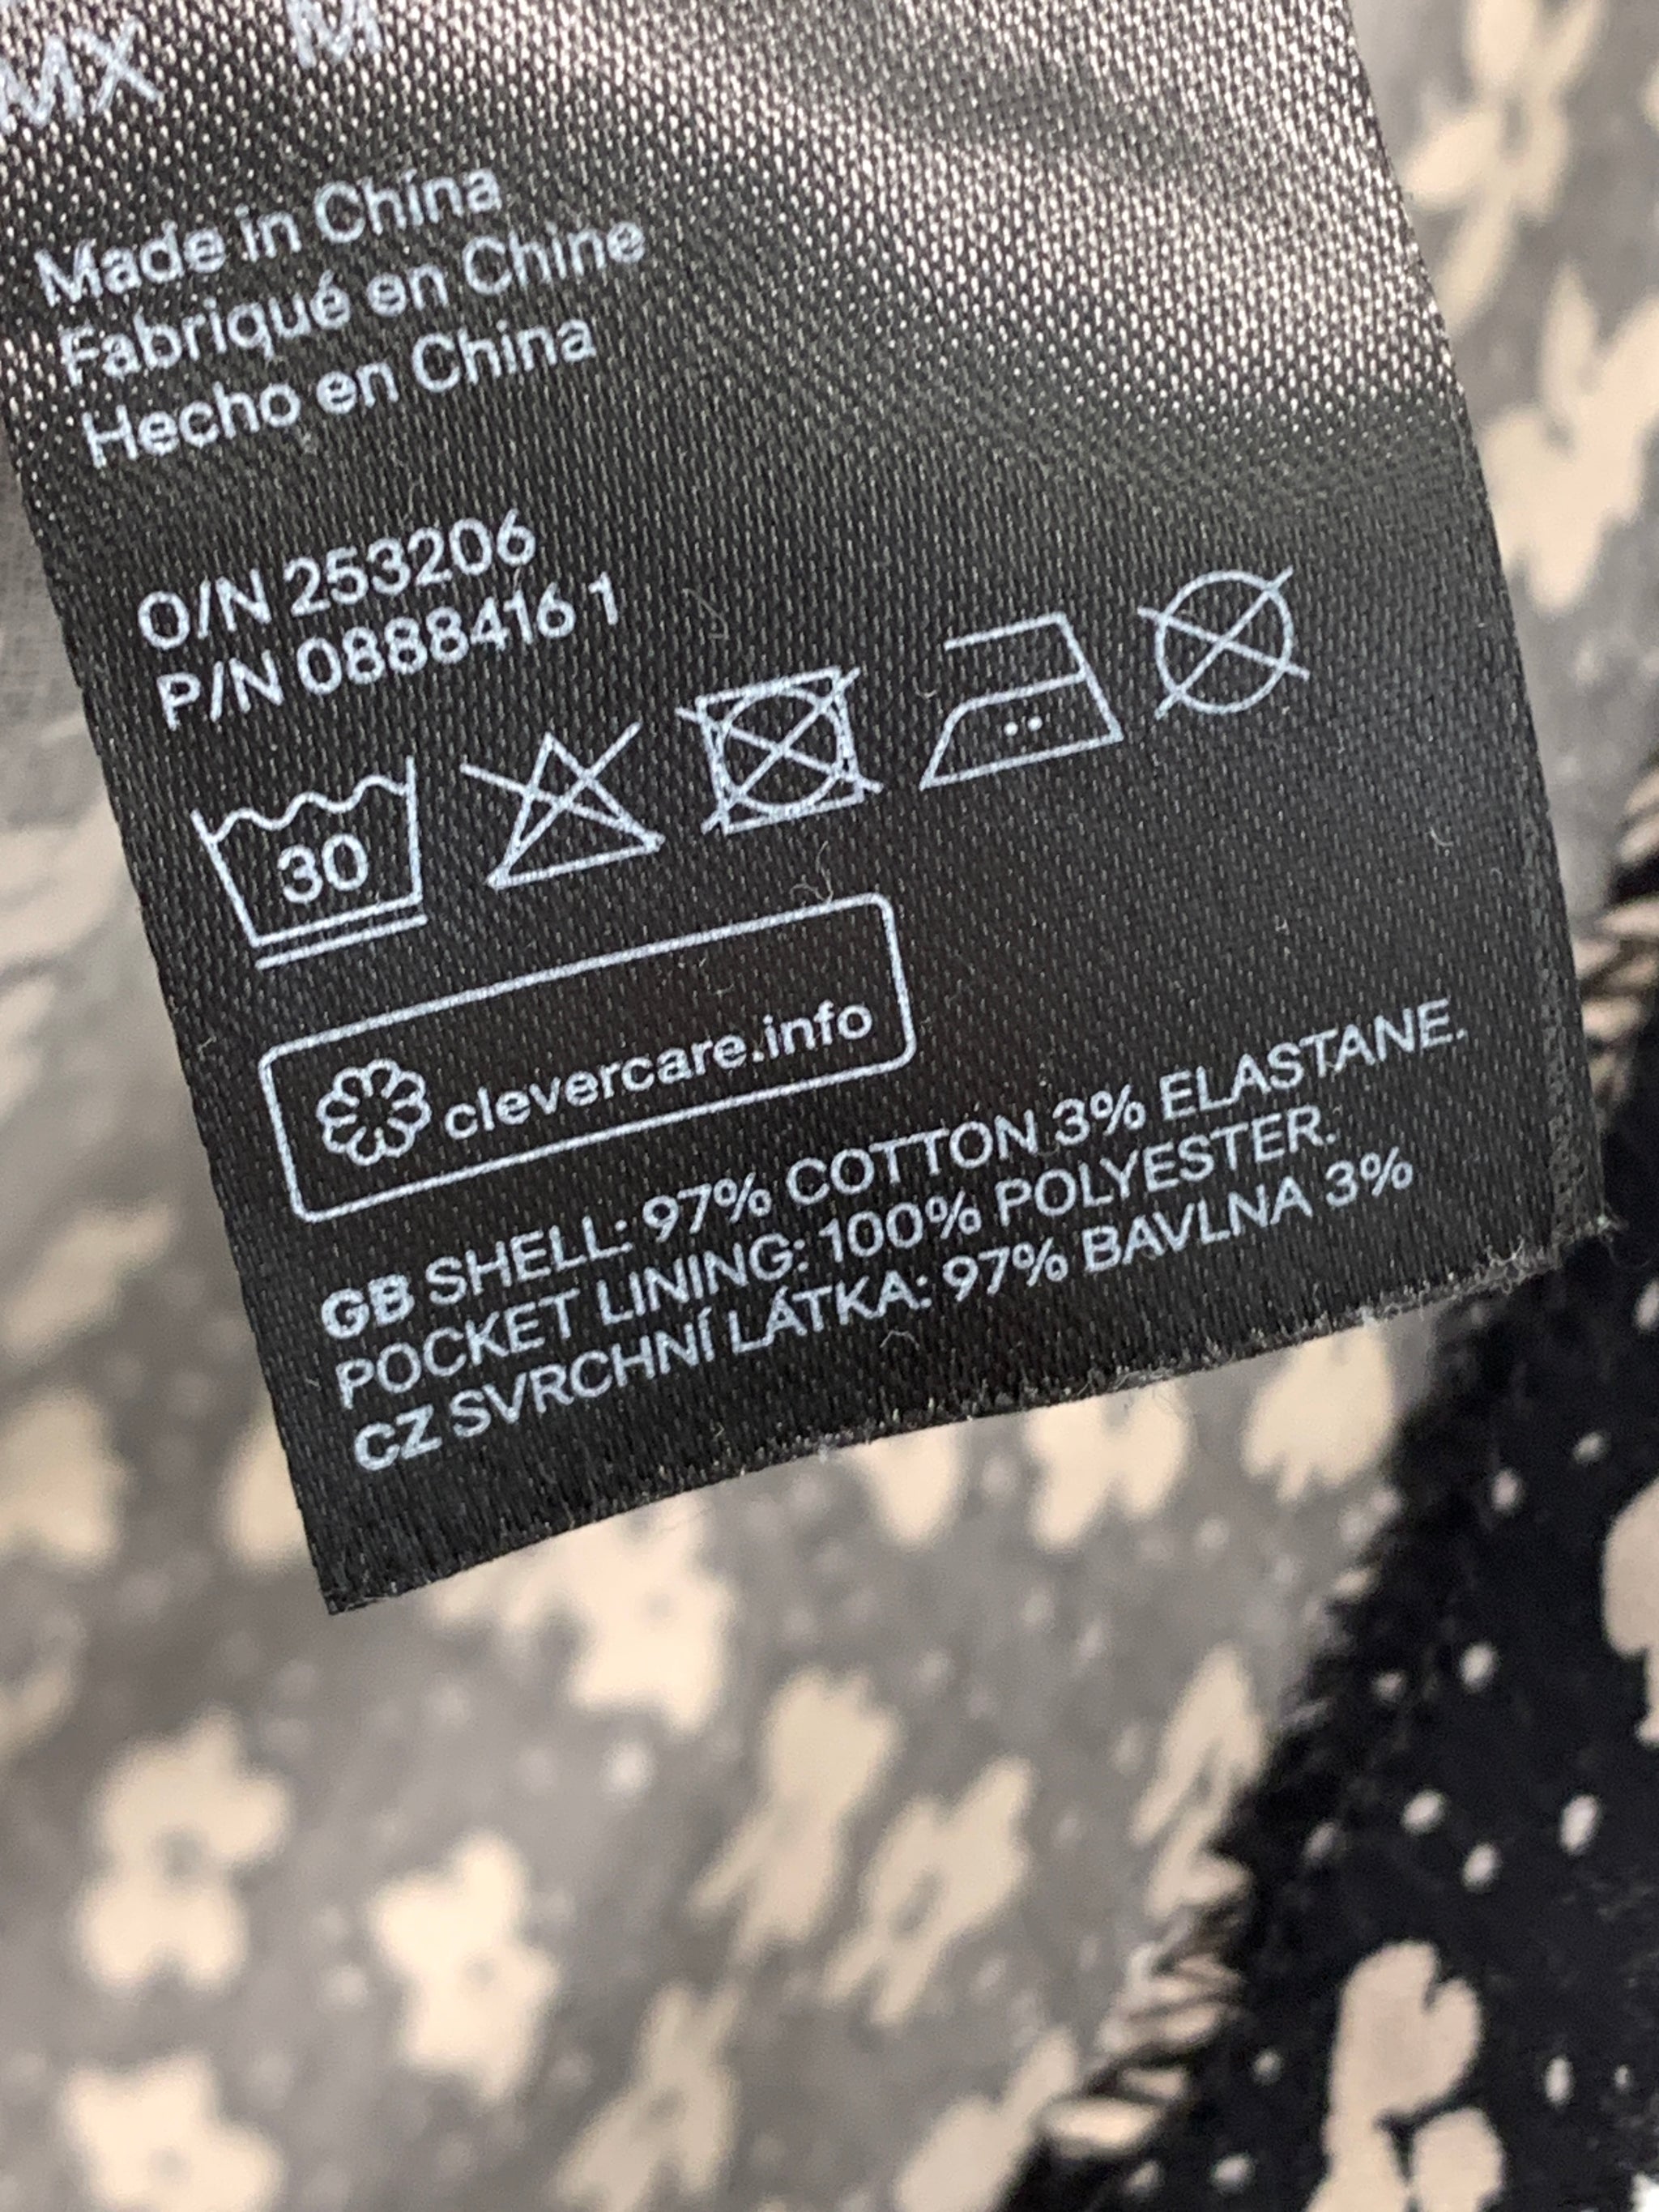 MX M
Made in China
Fabriqué en Chine
Hecho en China
O/N 253206
P/N 0888416 1
30
clevercare.info
GB SHELL: 97% COTTON 3% ELASTANE.
POCKET LINING: 100% POLYESTER.
CZ SVRCHNÍ LÁTKA: 97% BAVLNA 3%